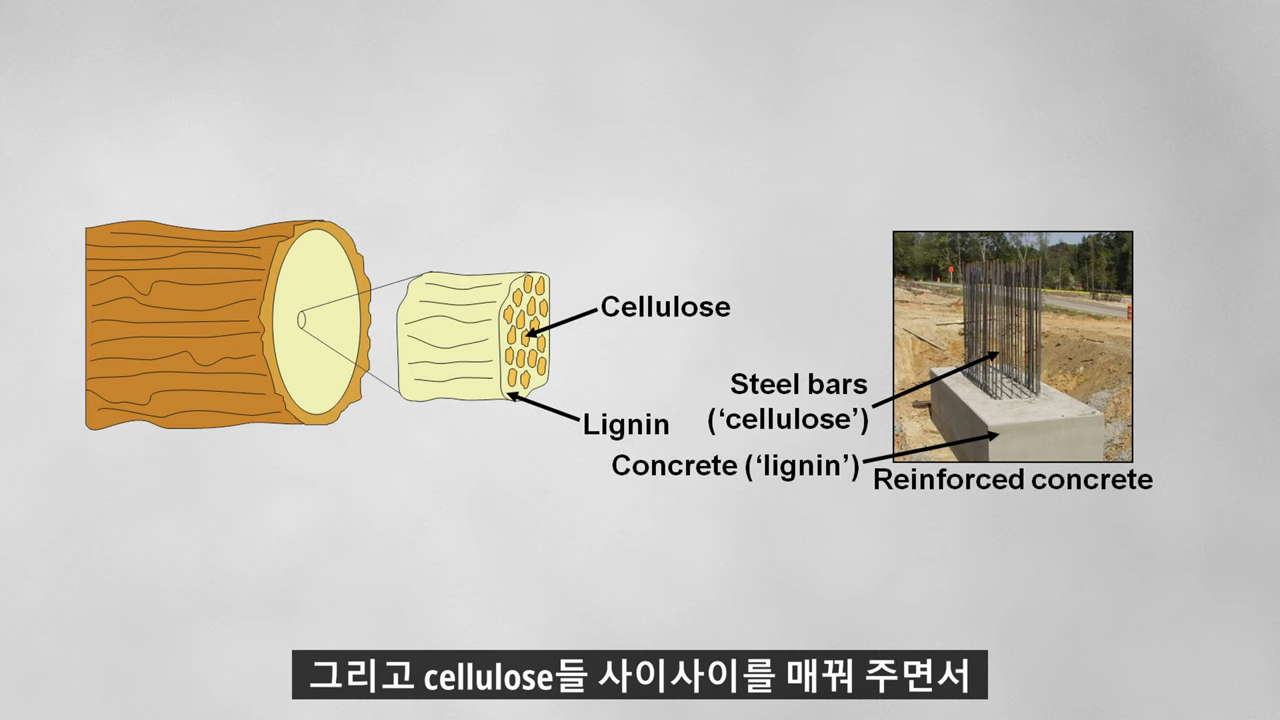 Cellulose
Lignin
Steel bars
(‘cellulose’)
Concrete (‘lignin’)
Reinforced concrete
그리고 cellulose들 사이사이를 매꿔 주면서